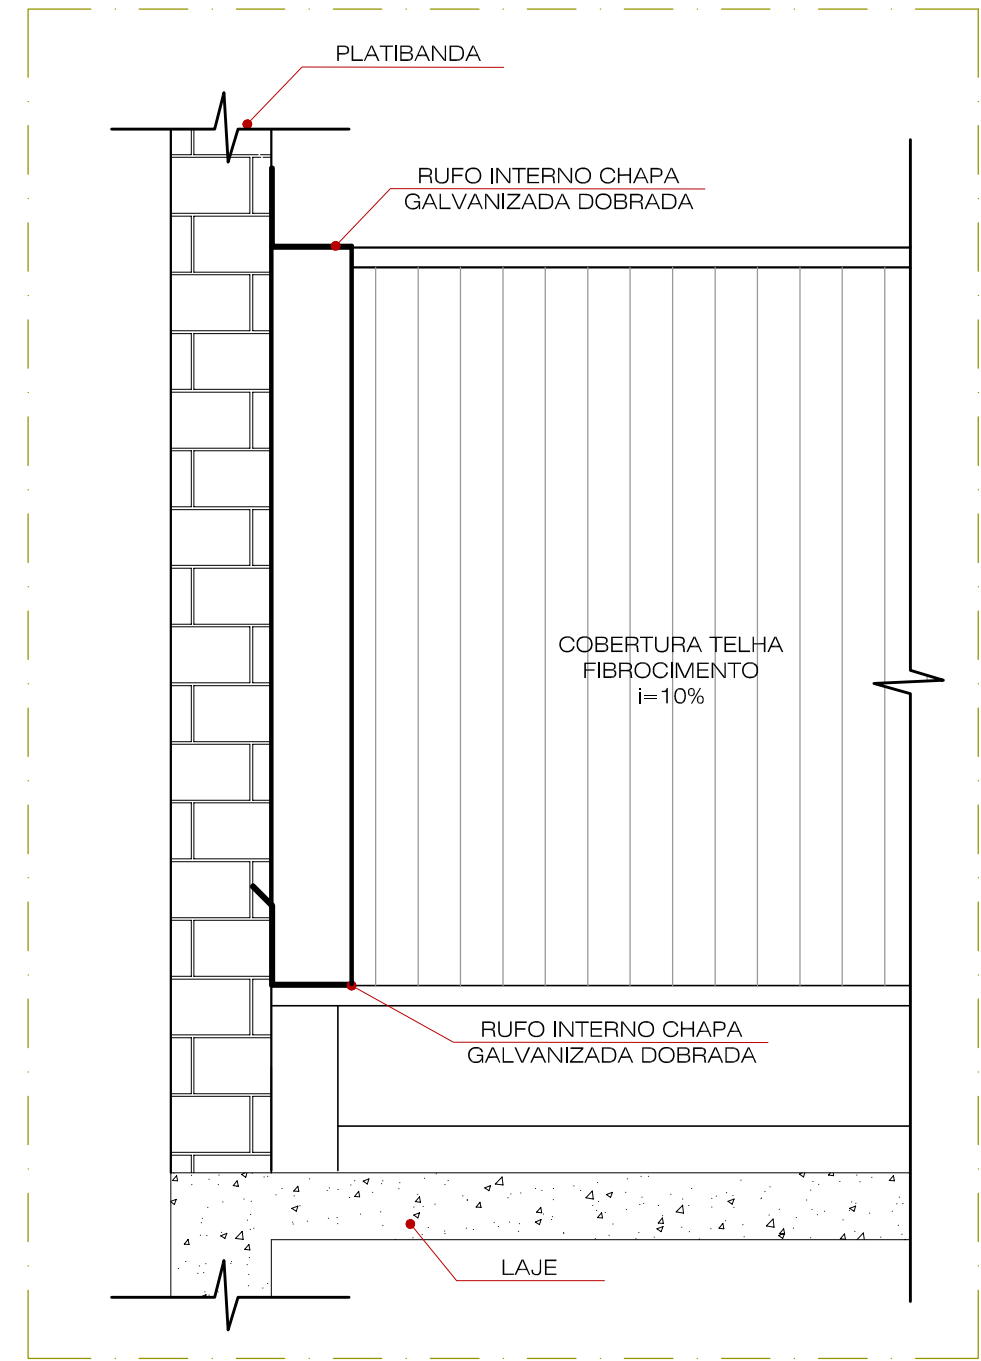 PLATIBANDA
RUFO INTERNO CHAPA
GALVANIZADA DOBRADA
COBERTURA TELHA
FIBROCIMENTO
i=10%
RUFO INTERNO CHAPA
GALVANIZADA DOBRADA
LAJE